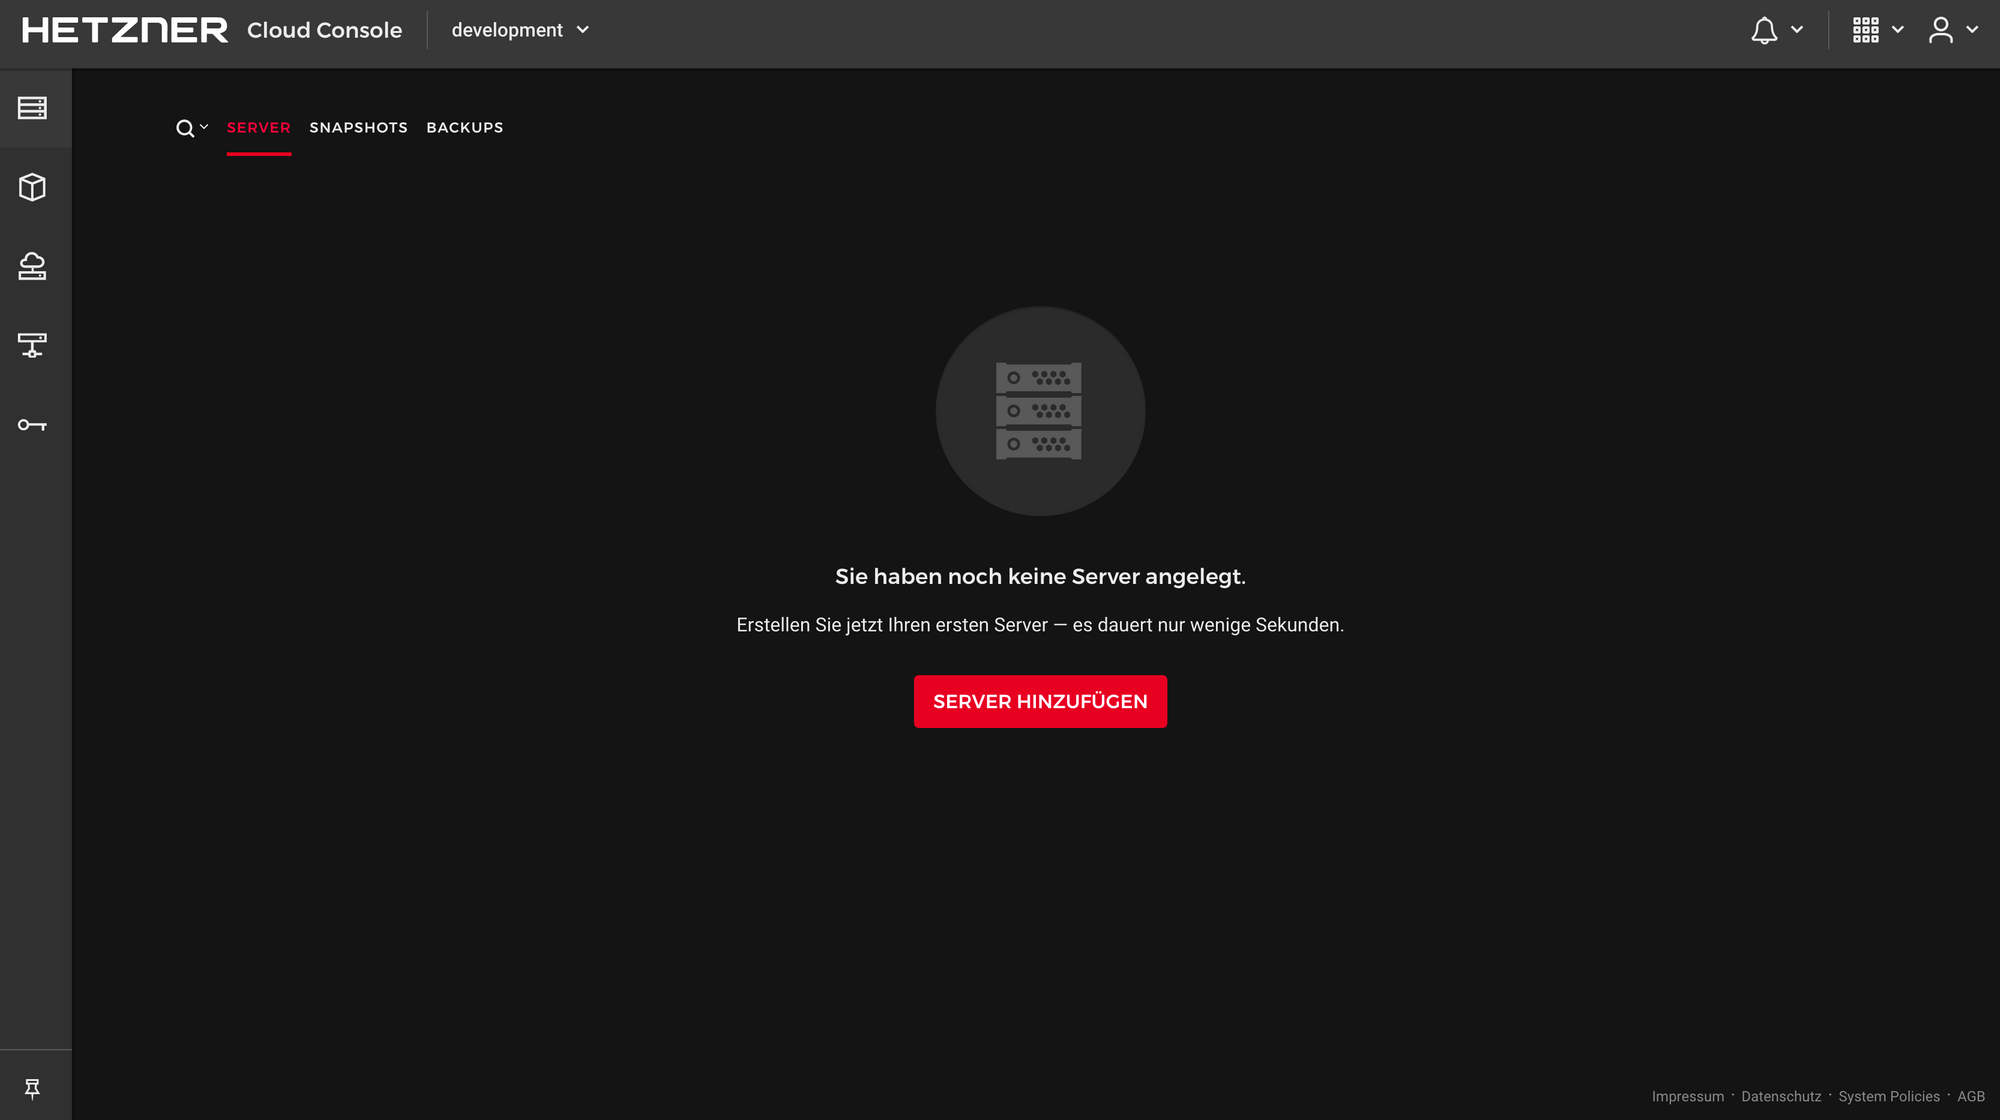 HETZNER Cloud Console development
SERVER SNAPSHOTS BACKUPS
Sie haben noch keine Server angelegt.
Erstellen Sie jetzt Ihren ersten Server — es dauert nur wenige Sekunden.
SERVER HINZUFÜGEN
Impressum · Datenschutz · System Policies · AGB